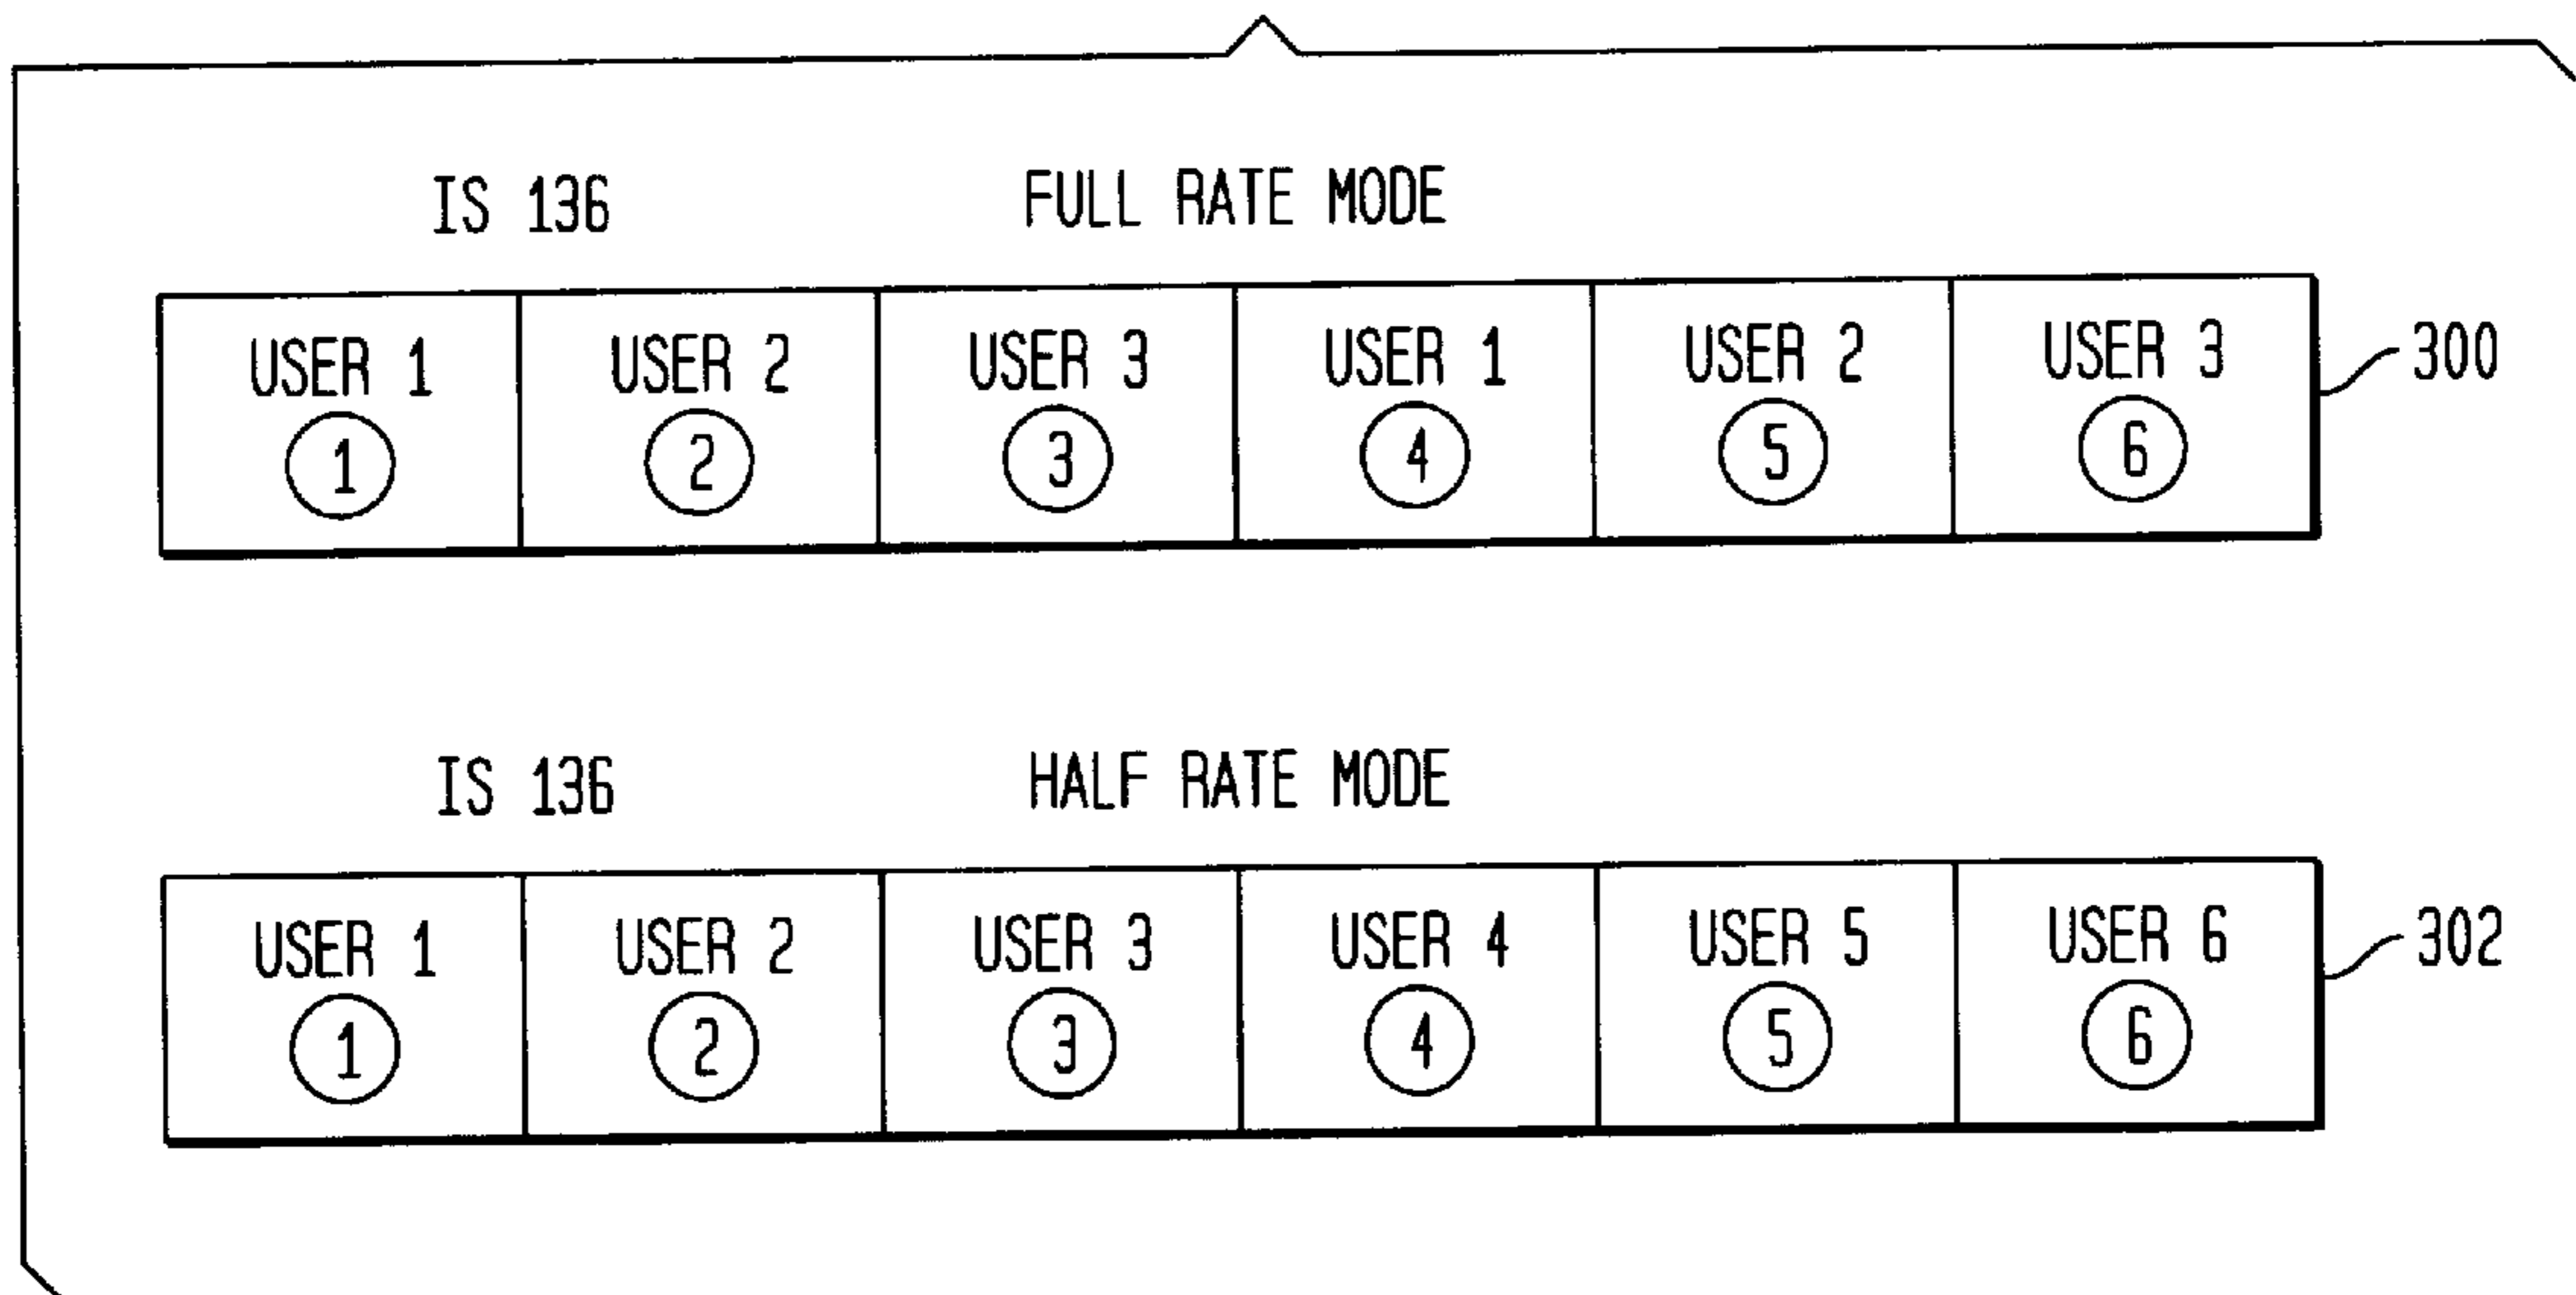 IS 136 FULL RATE MODE
USER 1 USER 2 USER 3 USER 1 USER 2 USER 3 300
1 2 3 4 5 6
IS 136 HALF RATE MODE
USER 1 USER 2 USER 3 USER 4 USER 5 USER 6 302
1 2 3 4 5 6